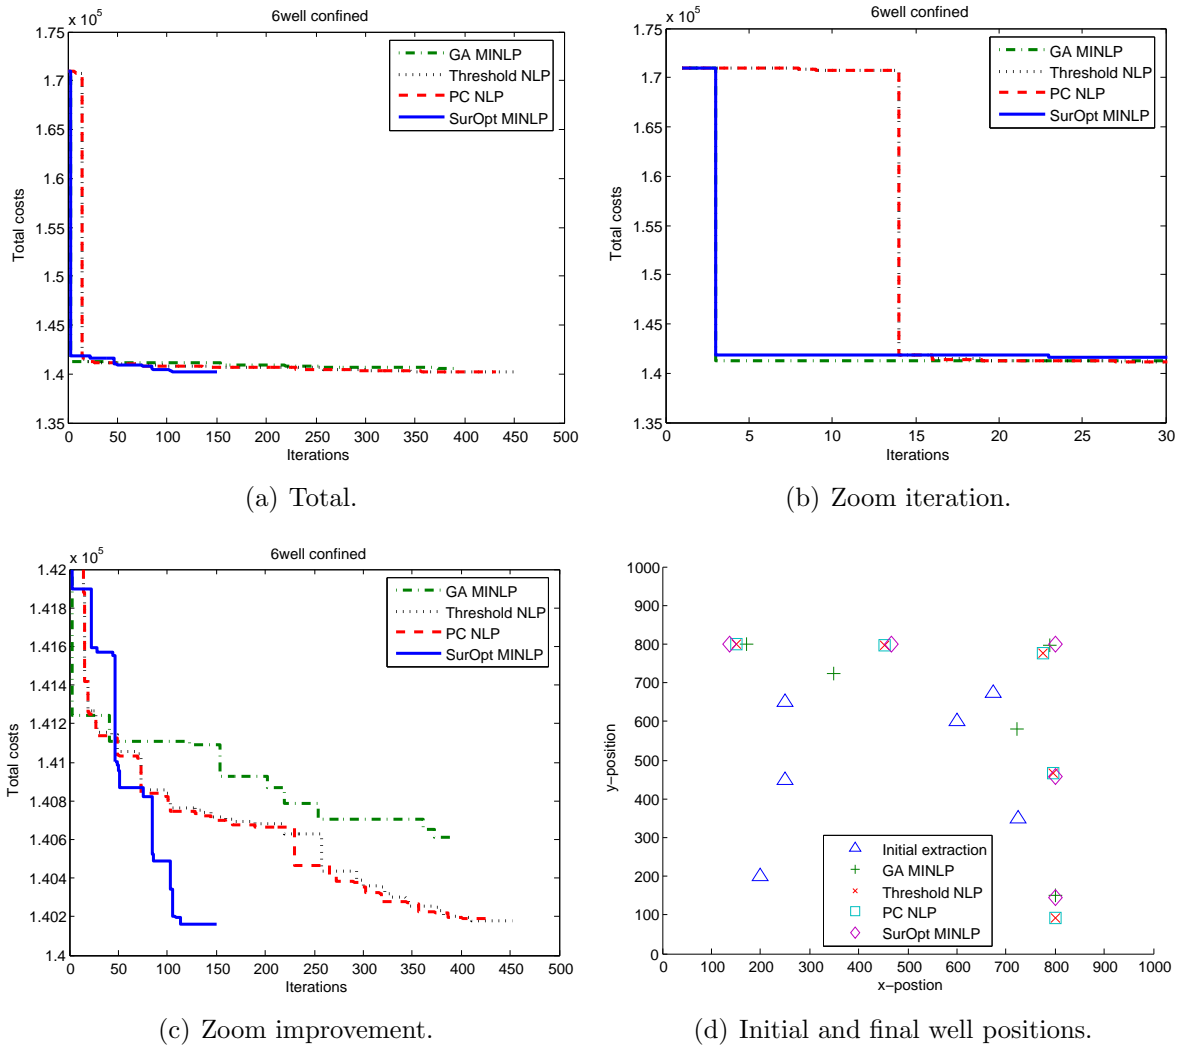 6well confined
x 10⁵
1.75
1.7
1.65
1.6
1.55
1.5
1.45
1.4
1.35
Total costs
0 50 100 150 200 250 300 350 400 450 500
Iterations
GA MINLP
Threshold NLP
PC NLP
SurOpt MINLP
(a) Total.
6well confined
x 10⁵
1.75
1.7
1.65
1.6
1.55
1.5
1.45
1.4
1.35
Total costs
0 5 10 15 20 25 30
Iterations
GA MINLP
Threshold NLP
PC NLP
SurOpt MINLP
(b) Zoom iteration.
6well confined
x 10⁵
1.42
1.418
1.416
1.414
1.412
1.41
1.408
1.406
1.404
1.402
1.4
Total costs
0 50 100 150 200 250 300 350 400 450 500
Iterations
GA MINLP
Threshold NLP
PC NLP
SurOpt MINLP
(c) Zoom improvement.
1000
900
800
700
600
500
400
300
200
100
0
y−position
0 100 200 300 400 500 600 700 800 900 1000
x−postion
Initial extraction
GA MINLP
Threshold NLP
PC NLP
SurOpt MINLP
(d) Initial and final well positions.